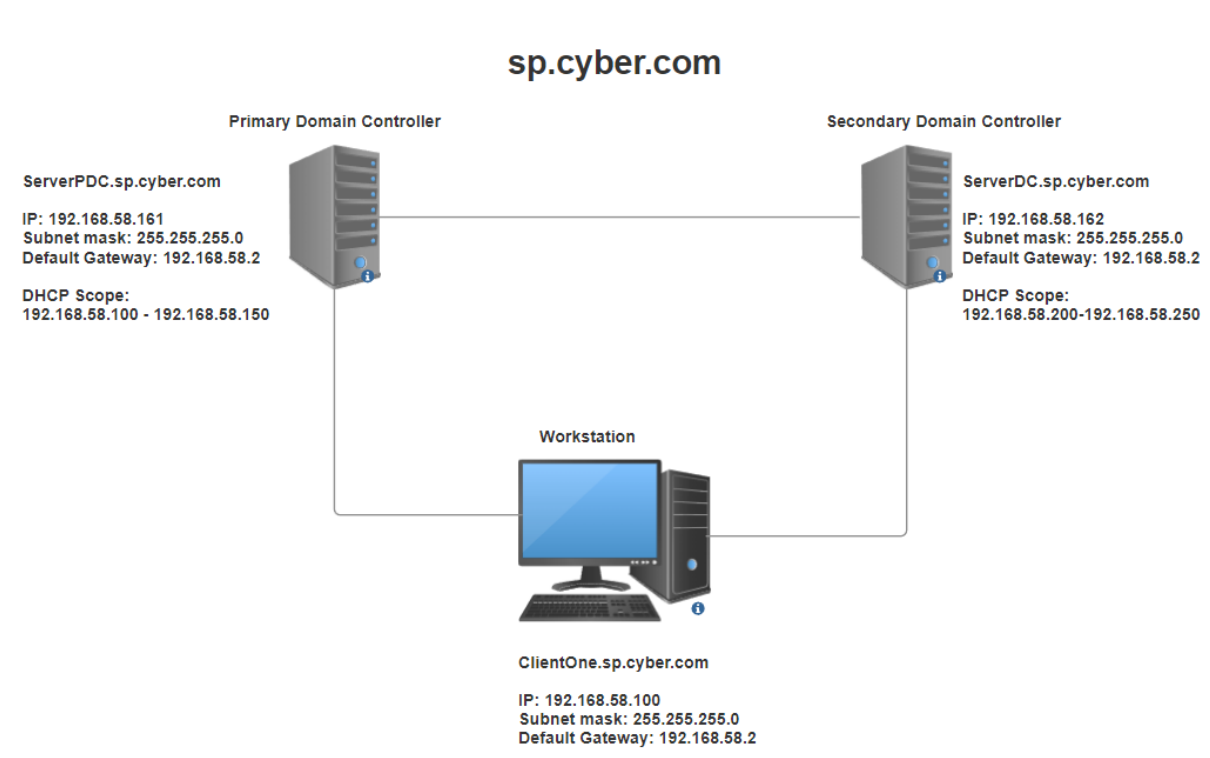 sp.cyber.com
Primary Domain Controller
ServerPDC.sp.cyber.com
IP: 192.168.58.161
Subnet mask: 255.255.255.0
Default Gateway: 192.168.58.2
DHCP Scope:
192.168.58.100 - 192.168.58.150
Secondary Domain Controller
ServerDC.sp.cyber.com
IP: 192.168.58.162
Subnet mask: 255.255.255.0
Default Gateway: 192.168.58.2
DHCP Scope:
192.168.58.200-192.168.58.250
Workstation
ClientOne.sp.cyber.com
IP: 192.168.58.100
Subnet mask: 255.255.255.0
Default Gateway: 192.168.58.2